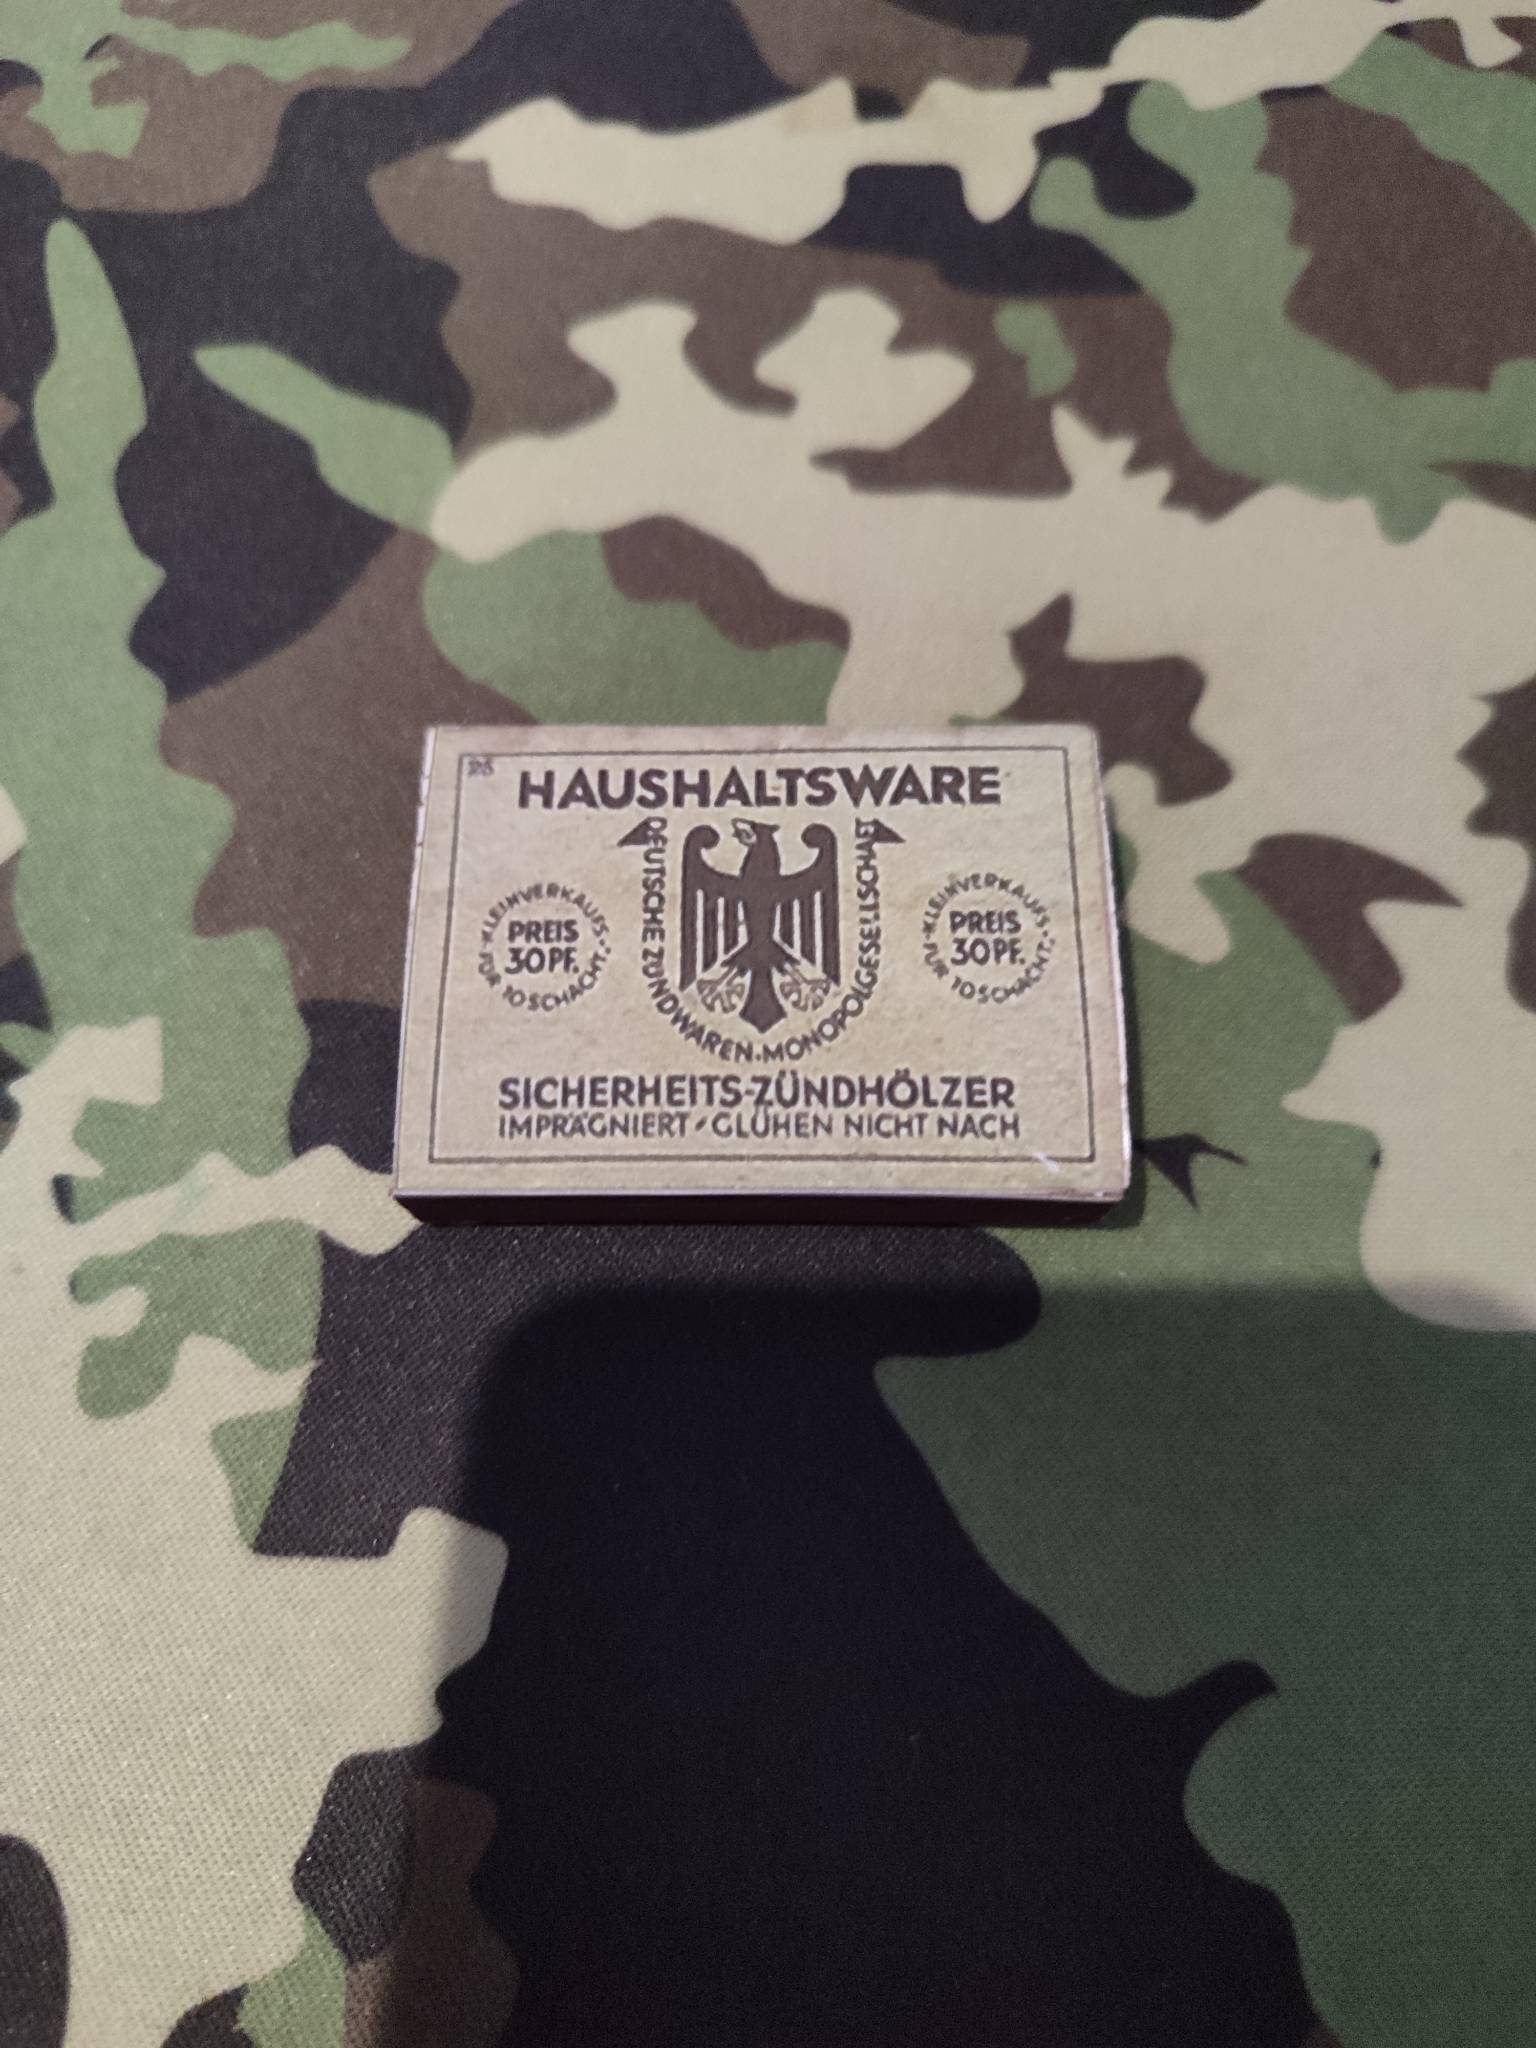 25
HAUSHALTSWARE
DEUTSCHE ZÜNDWAREN-MONOPOLGESELLSCHAFT
KLEINVERKAUFS-
PREIS
30 PF.
FÜR 10 SCHACHT.
KLEINVERKAUFS-
PREIS
30 PF.
FÜR 10 SCHACHT.
SICHERHEITS-ZÜNDHÖLZER
IMPRÄGNIERT-GLÜHEN NICHT NACH